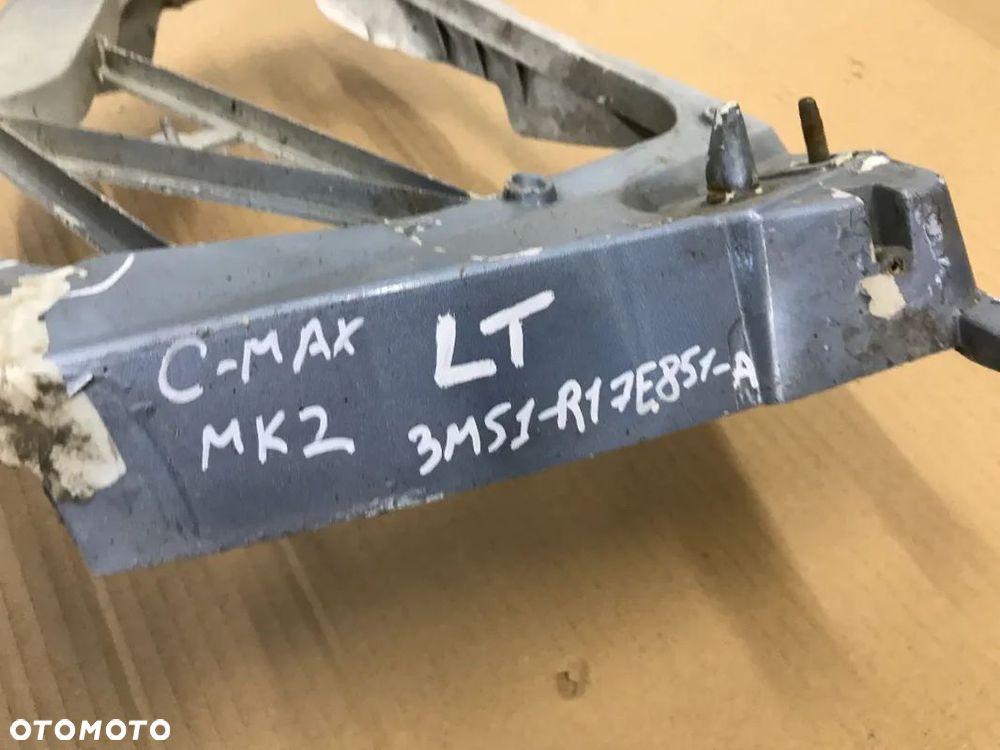 C-MAX LT
MK2 3M51-R17E851-A
OTOMOTO